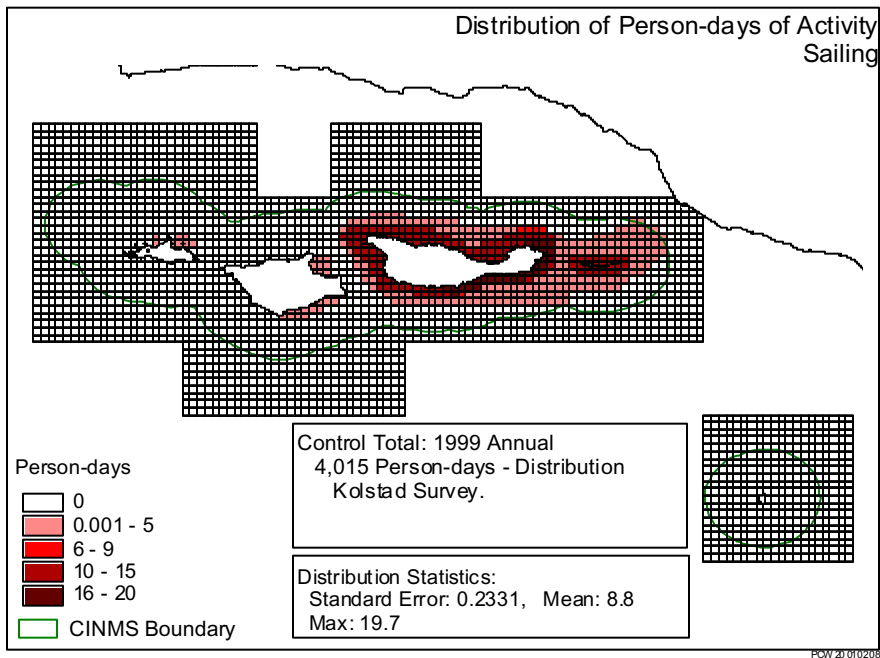 Distribution of Person-days of Activity
Sailing
Control Total: 1999 Annual
4,015 Person-days - Distribution
Kolstad Survey.
Person-days
0
0.001 - 5
6 - 9
10 - 15
16 - 20
CINMS Boundary
Distribution Statistics:
Standard Error: 0.2331, Mean: 8.8
Max: 19.7
PCW 20010208